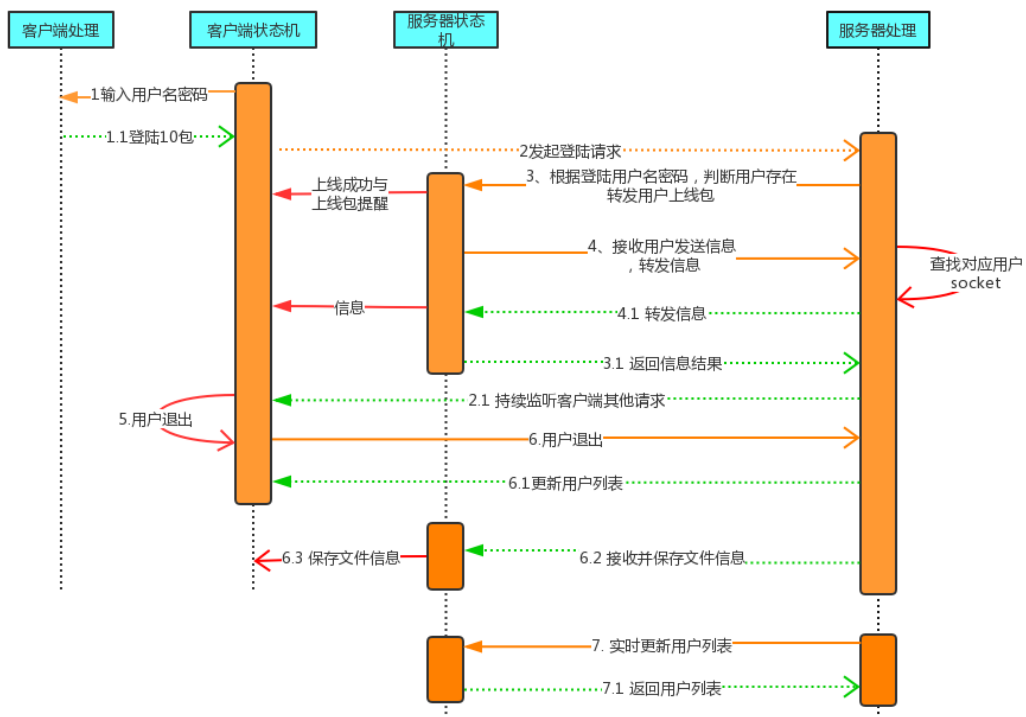 客户端处理
客户端状态机
服务器状态
机
服务器处理
1输入用户名密码
1.1登陆10包
2发起登陆请求
3、根据登陆用户名密码，判断用户存在
转发用户上线包
上线成功与
上线包提醒
4、接收用户发送信息
，转发信息
查找对应用户
socket
信息
4.1 转发信息
3.1 返回信息结果
2.1 持续监听客户端其他请求
5.用户退出
6.用户退出
6.1更新用户列表
6.3 保存文件信息
6.2 接收并保存文件信息
7. 实时更新用户列表
7.1 返回用户列表